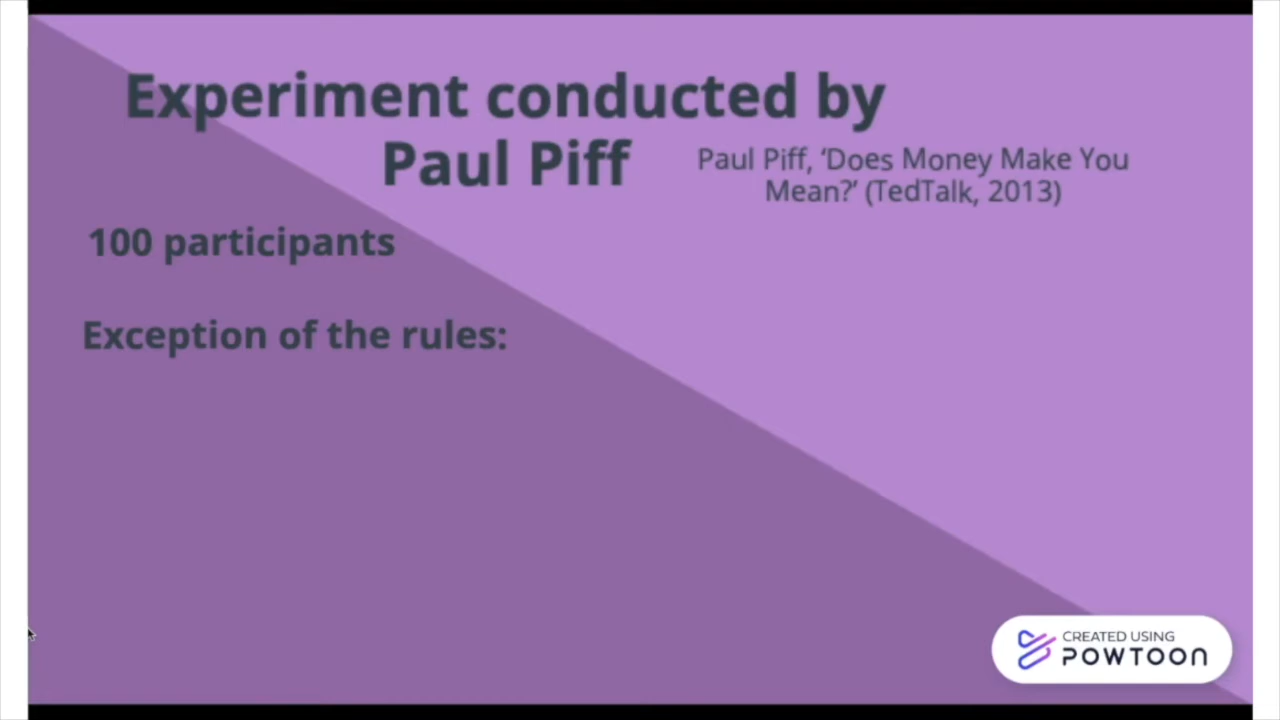 Experiment conducted by
Paul Piff
Paul Piff, ‘Does Money Make You
Mean?’ (TedTalk, 2013)
100 participants
Exception of the rules:
CREATED USING
POWTOON